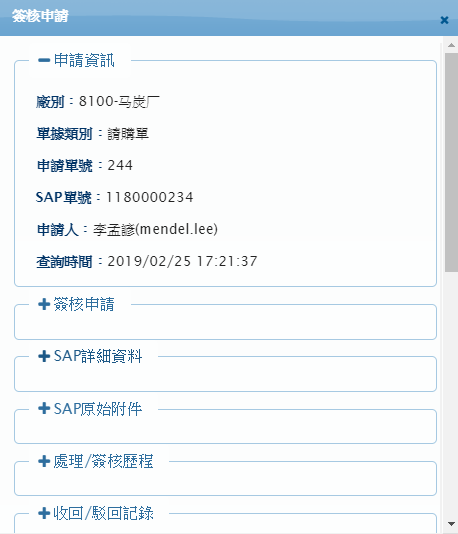 簽核申請
申請資訊
廠別：8100-马炭厂
單據類別：請購單
申請單號：244
SAP單號：1180000234
申請人：李孟諺(mendel.lee)
查詢時間：2019/02/25 17:21:37
簽核申請
SAP詳細資料
SAP原始附件
處理/簽核歷程
收回/駁回記錄